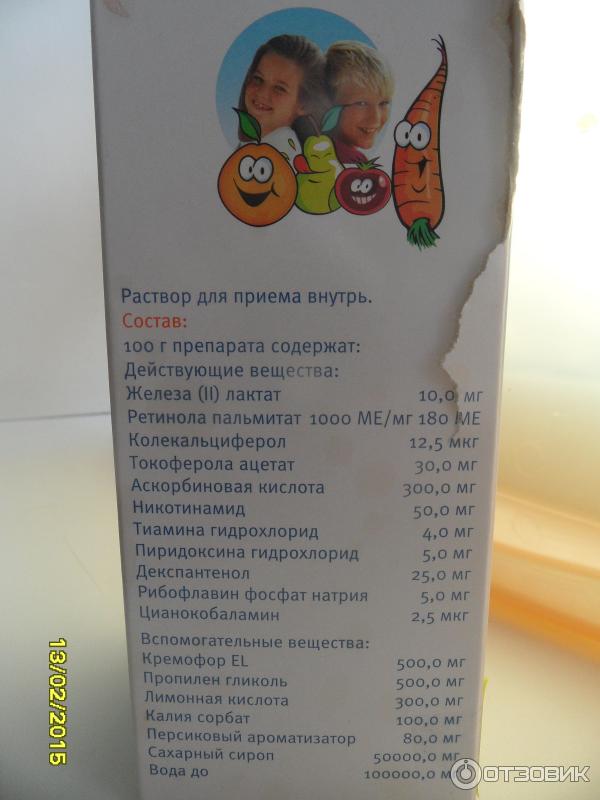 Раствор для приема внутрь.
Состав:
100 г препарата содержат:
Действующие вещества:
Железа (II) лактат 10,0 мг
Ретинола пальмитат 1000 МЕ/мг 180 МЕ
Колекальциферол 12,5 мкг
Токоферола ацетат 30,0 мг
Аскорбиновая кислота 300,0 мг
Никотинамид 50,0 мг
Тиамина гидрохлорид 4,0 мг
Пиридоксина гидрохлорид 5,0 мг
Декспантенол 25,0 мг
Рибофлавин фосфат натрия 5,0 мг
Цианокобаламин 2,5 мкг
Вспомогательные вещества:
Кремофор EL 500,0 мг
Пропилен гликоль 500,0 мг
Лимонная кислота 300,0 мг
Калия сорбат 100,0 мг
Персиковый ароматизатор 80,0 мг
Сахарный сироп 50000,0 мг
Вода до 100000,0 мг
13/02/2015
ОТЗОВИК